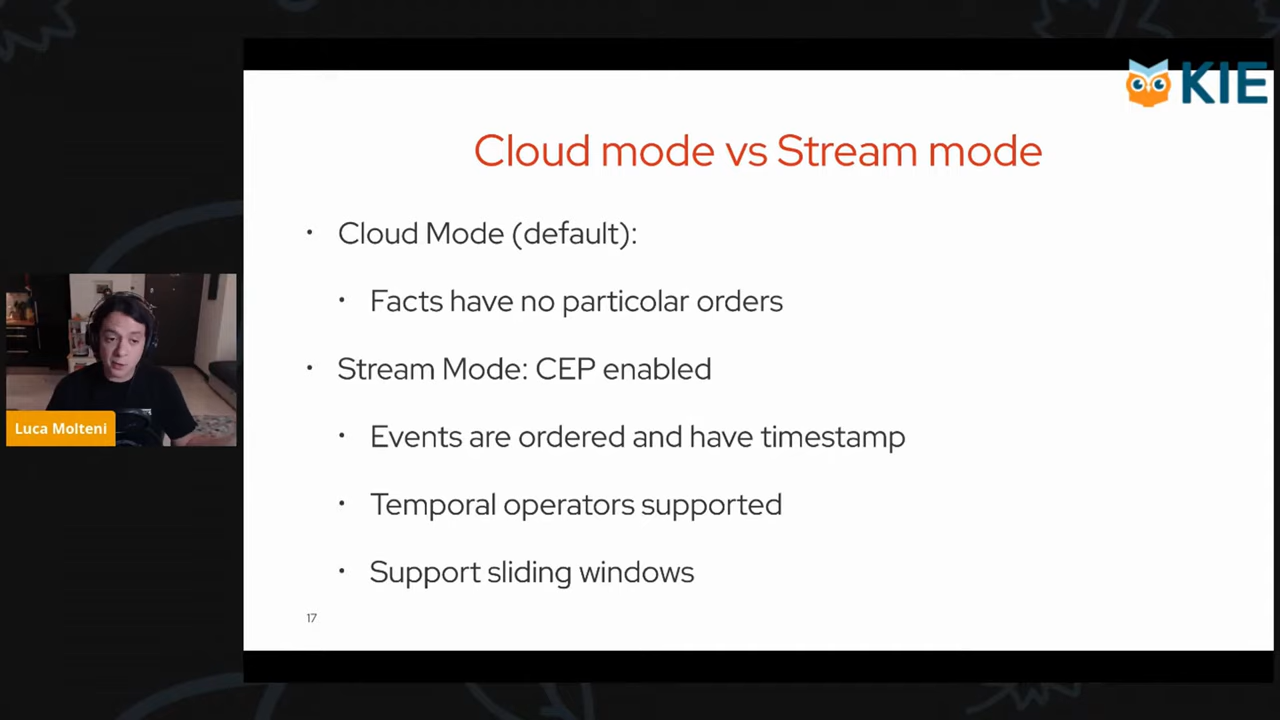 KIE
Cloud mode vs Stream mode
• Cloud Mode (default):
• Facts have no particolar orders
• Stream Mode: CEP enabled
• Events are ordered and have timestamp
• Temporal operators supported
• Support sliding windows
17
Luca Molteni